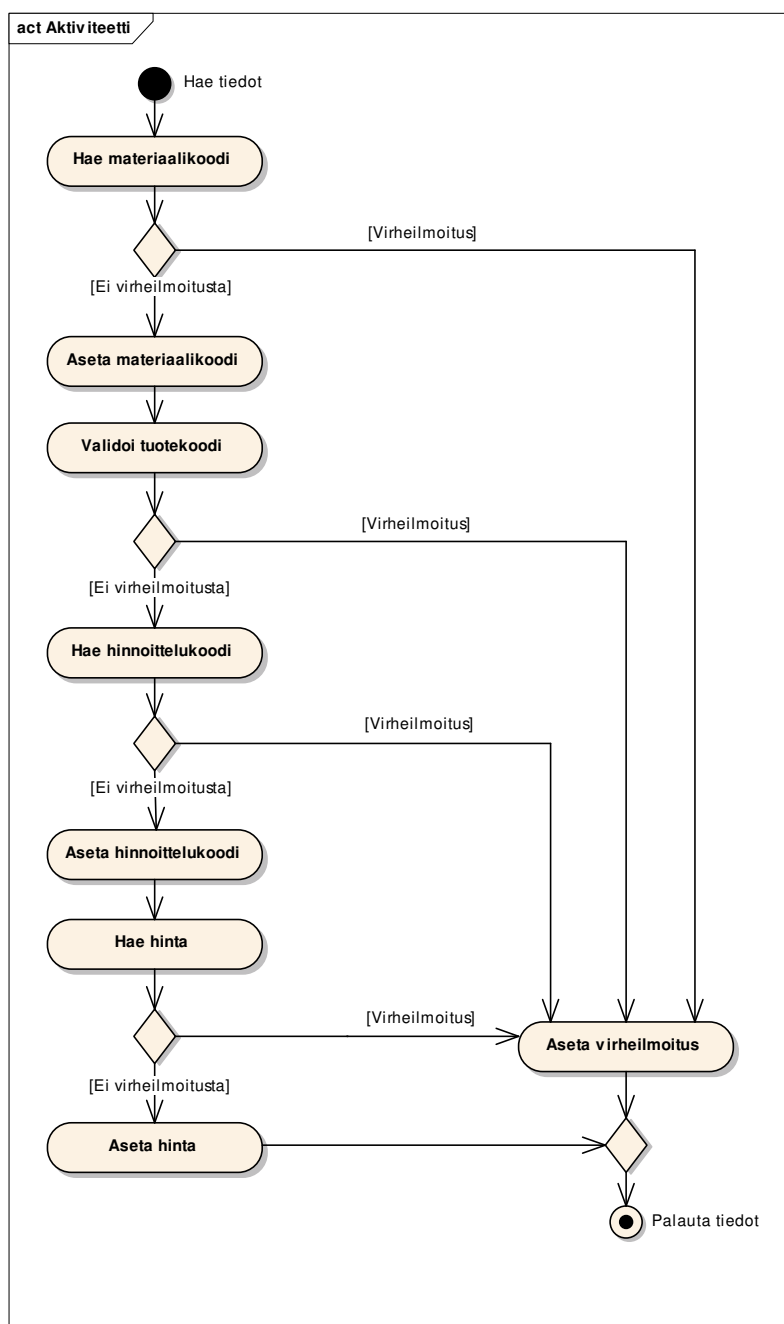 act Aktiviteetti
Hae tiedot
Hae materiaalikoodi
[Virheilmoitus]
[Ei virheilmoitusta]
Aseta materiaalikoodi
Validoi tuotekoodi
[Virheilmoitus]
[Ei virheilmoitusta]
Hae hinnoittelukoodi
[Virheilmoitus]
[Ei virheilmoitusta]
Aseta hinnoittelukoodi
Hae hinta
[Virheilmoitus]
Aseta virheilmoitus
[Ei virheilmoitusta]
Aseta hinta
Palauta tiedot